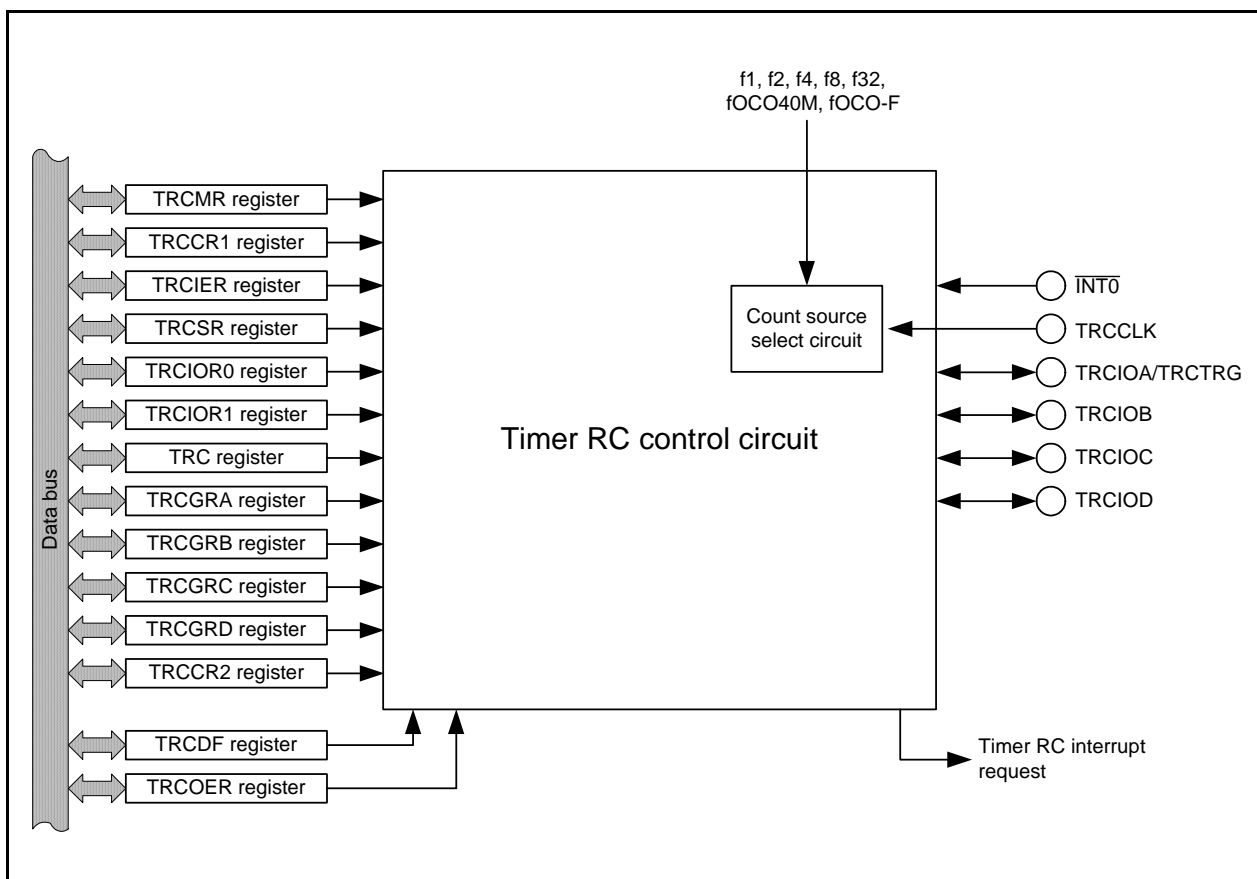 f1, f2, f4, f8, f32,
fOCO40M, fOCO-F
Data bus
TRCMR register
TRCCR1 register
TRCIER register
TRCSR register
TRCIOR0 register
TRCIOR1 register
TRC register
TRCGRA register
TRCGRB register
TRCGRC register
TRCGRD register
TRCCR2 register
TRCDF register
TRCOER register
Timer RC control circuit
Count source
select circuit
INT0
TRCCLK
TRCIOA/TRCTRG
TRCIOB
TRCIOC
TRCIOD
Timer RC interrupt
request